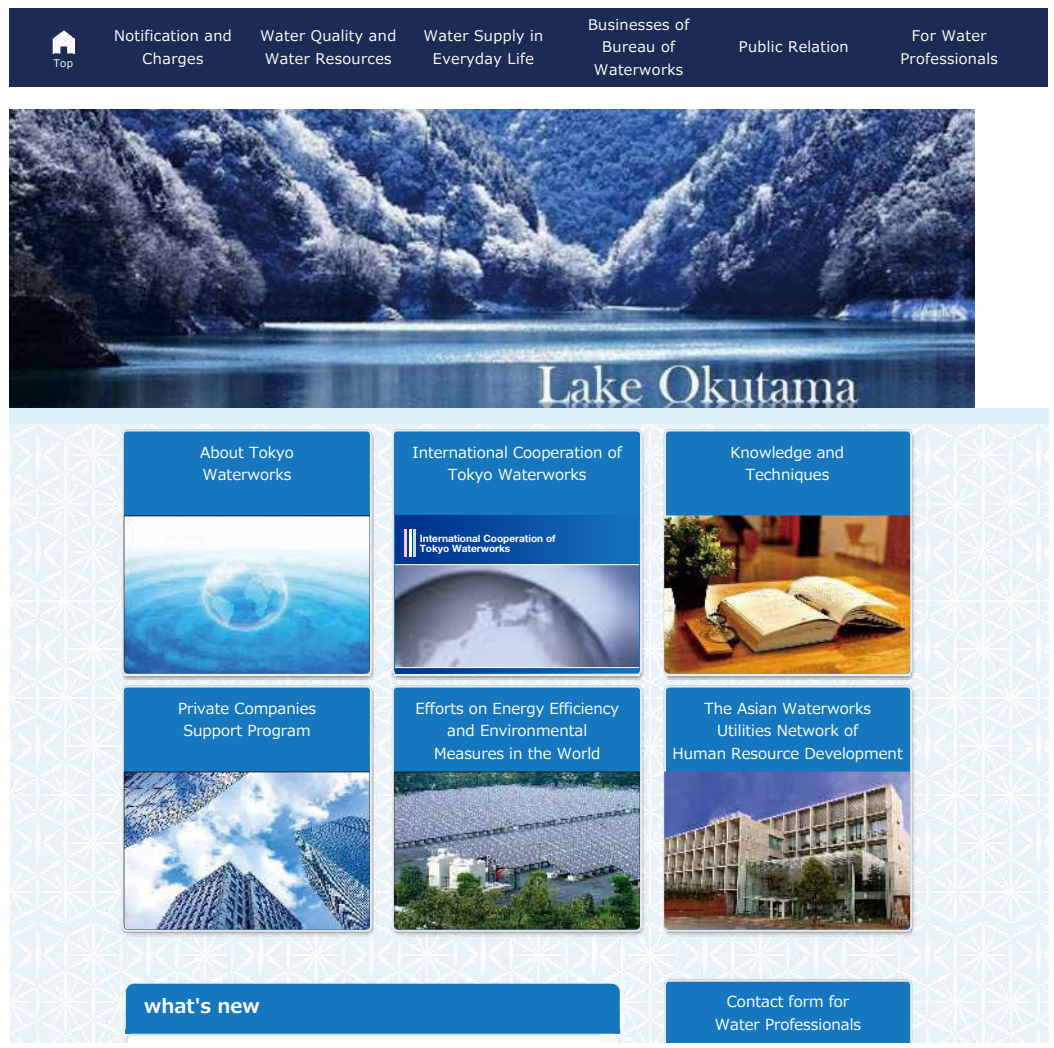 Top
Notification and
Charges
Water Quality and
Water Resources
Water Supply in
Everyday Life
Businesses of
Bureau of
Waterworks
Public Relation
For Water
Professionals
Lake Okutama
About Tokyo
Waterworks
International Cooperation of
Tokyo Waterworks
International Cooperation of
Tokyo Waterworks
Knowledge and
Techniques
Private Companies
Support Program
Efforts on Energy Efficiency
and Environmental
Measures in the World
The Asian Waterworks
Utilities Network of
Human Resource Development
what's new
Contact form for
Water Professionals